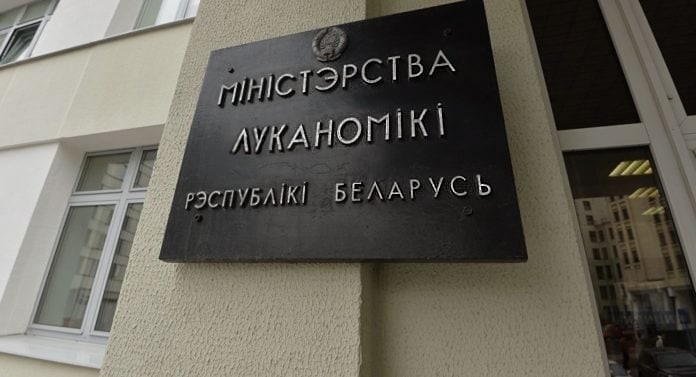 МІНІСТЭРСТВА
ЛУКАНОМІКІ
РЭСПУБЛІКІ БЕЛАРУСЬ